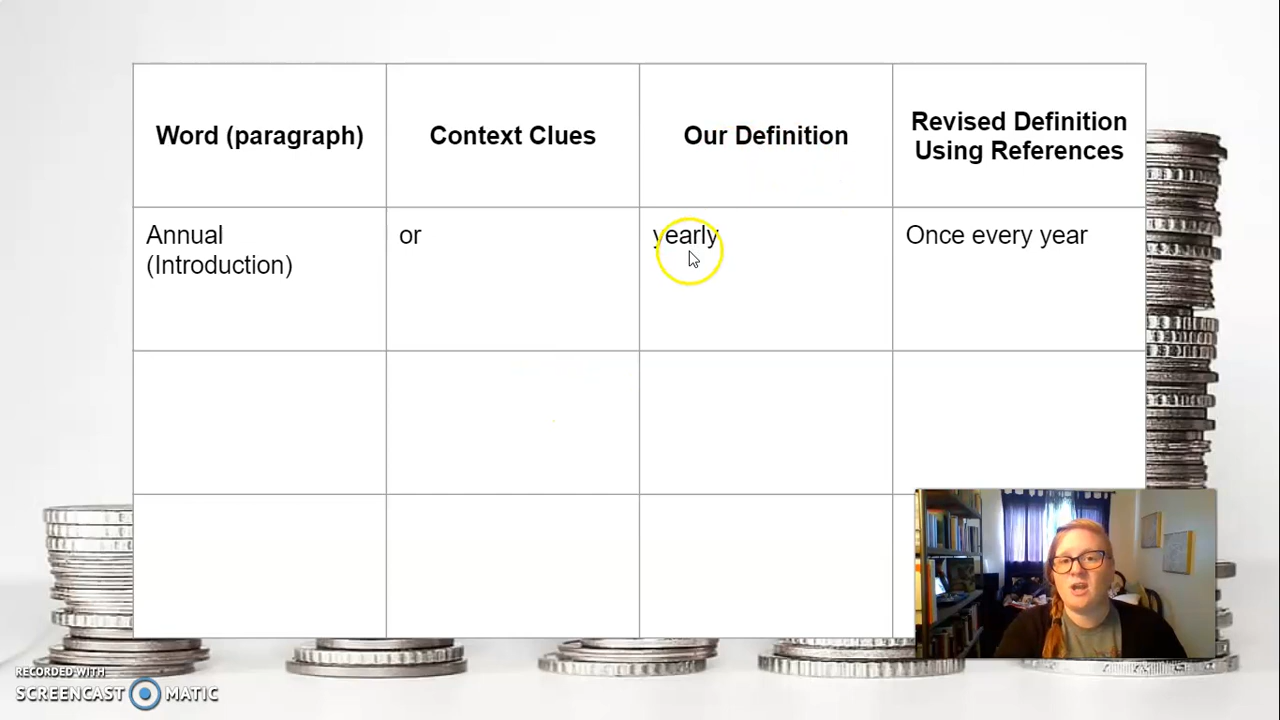 Word (paragraph)
Context Clues
Our Definition
Revised Definition
Using References
Annual
(Introduction)
or
yearly
Once every year
RECORDED WITH
SCREENCAST MATIC